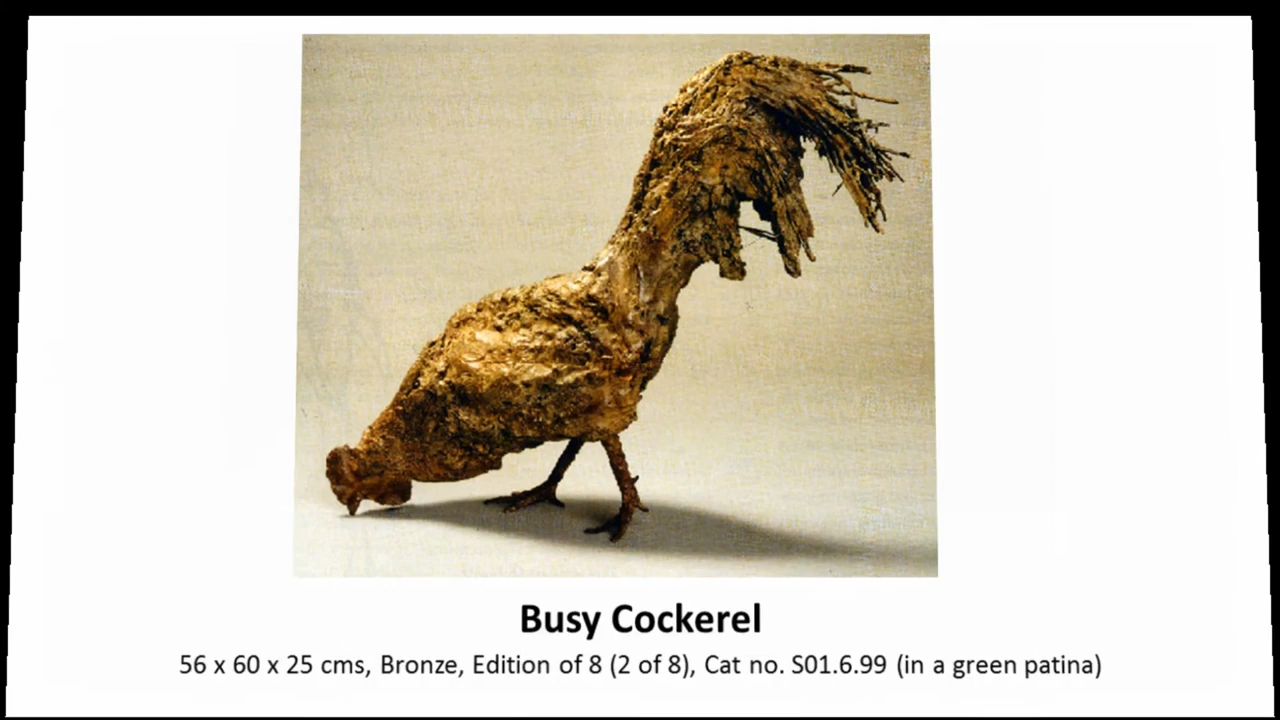 Busy Cockerel
56 x 60 x 25 cms, Bronze, Edition of 8 (2 of 8), Cat no. S01.6.99 (in a green patina)